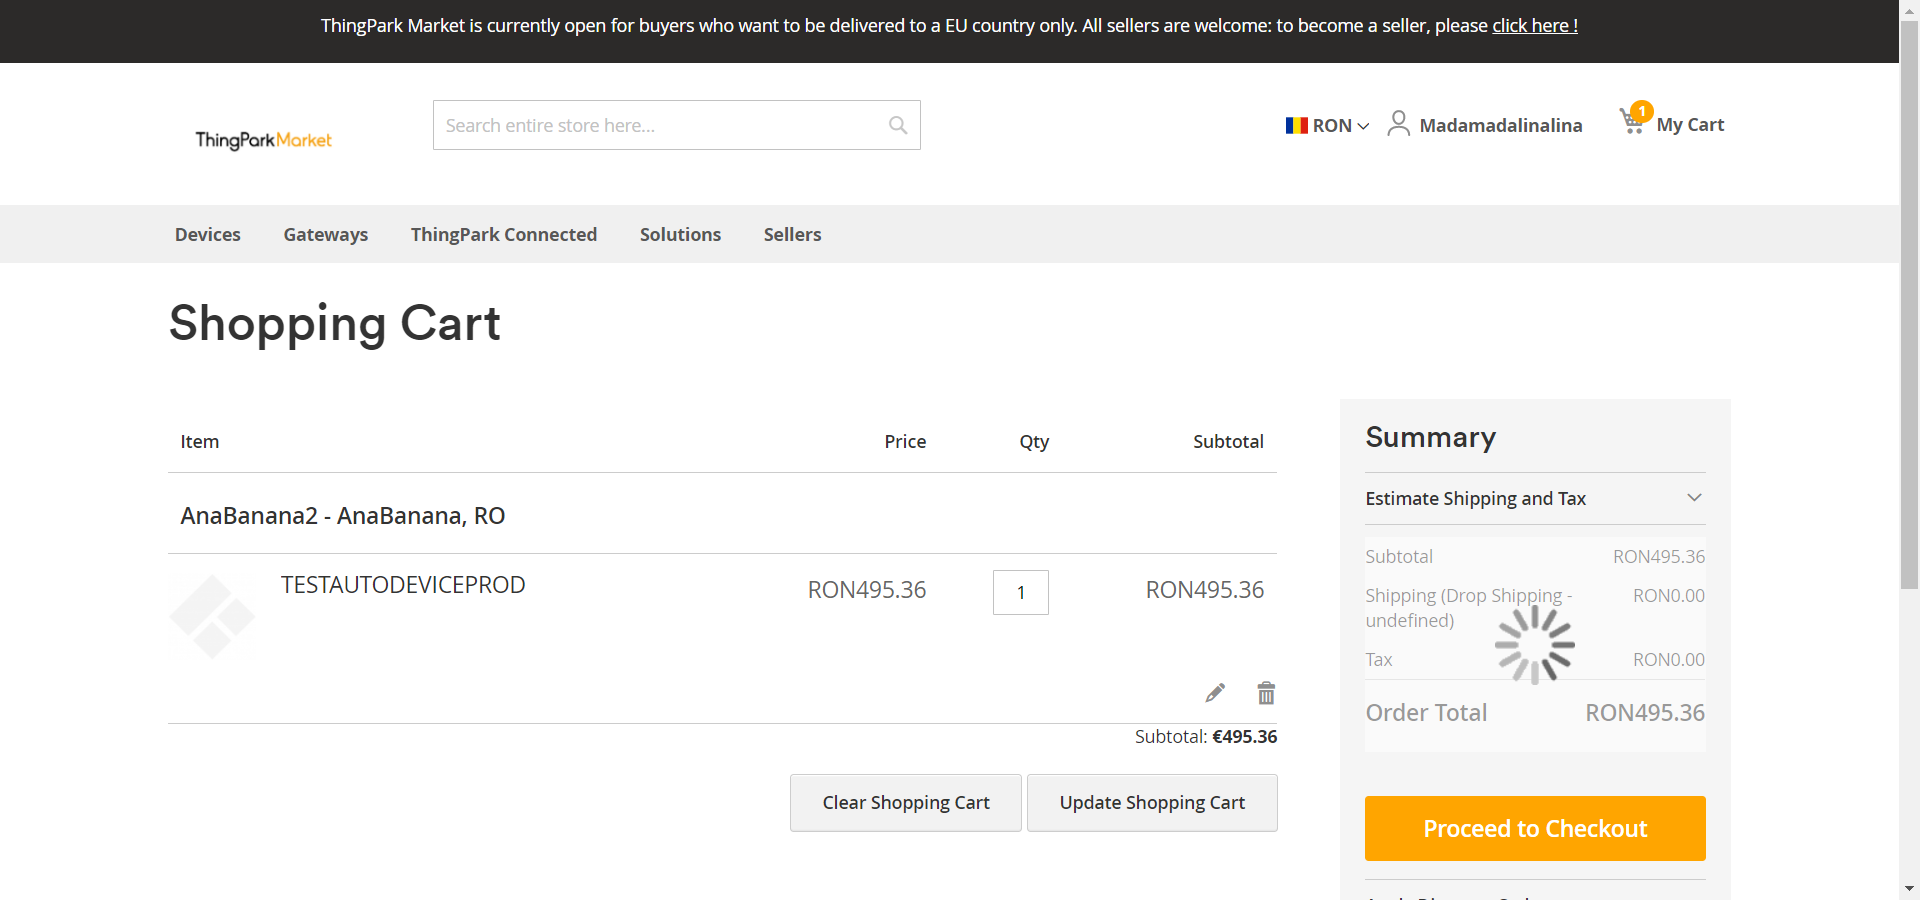 ThingPark Market is currently open for buyers who want to be delivered to a EU country only. All sellers are welcome: to become a seller, please click here !
ThingParkMarket
Search entire store here...
RON
Madamadalinalina
1
My Cart
Devices
Gateways
ThingPark Connected
Solutions
Sellers
Shopping Cart
Item
Price
Qty
Subtotal
AnaBanana2 - AnaBanana, RO
TESTAUTODEVICEPROD
RON495.36
1
RON495.36
Subtotal: €495.36
Clear Shopping Cart
Update Shopping Cart
Summary
Estimate Shipping and Tax
Subtotal
RON495.36
Shipping (Drop Shipping -
undefined)
RON0.00
Tax
RON0.00
Order Total
RON495.36
Proceed to Checkout